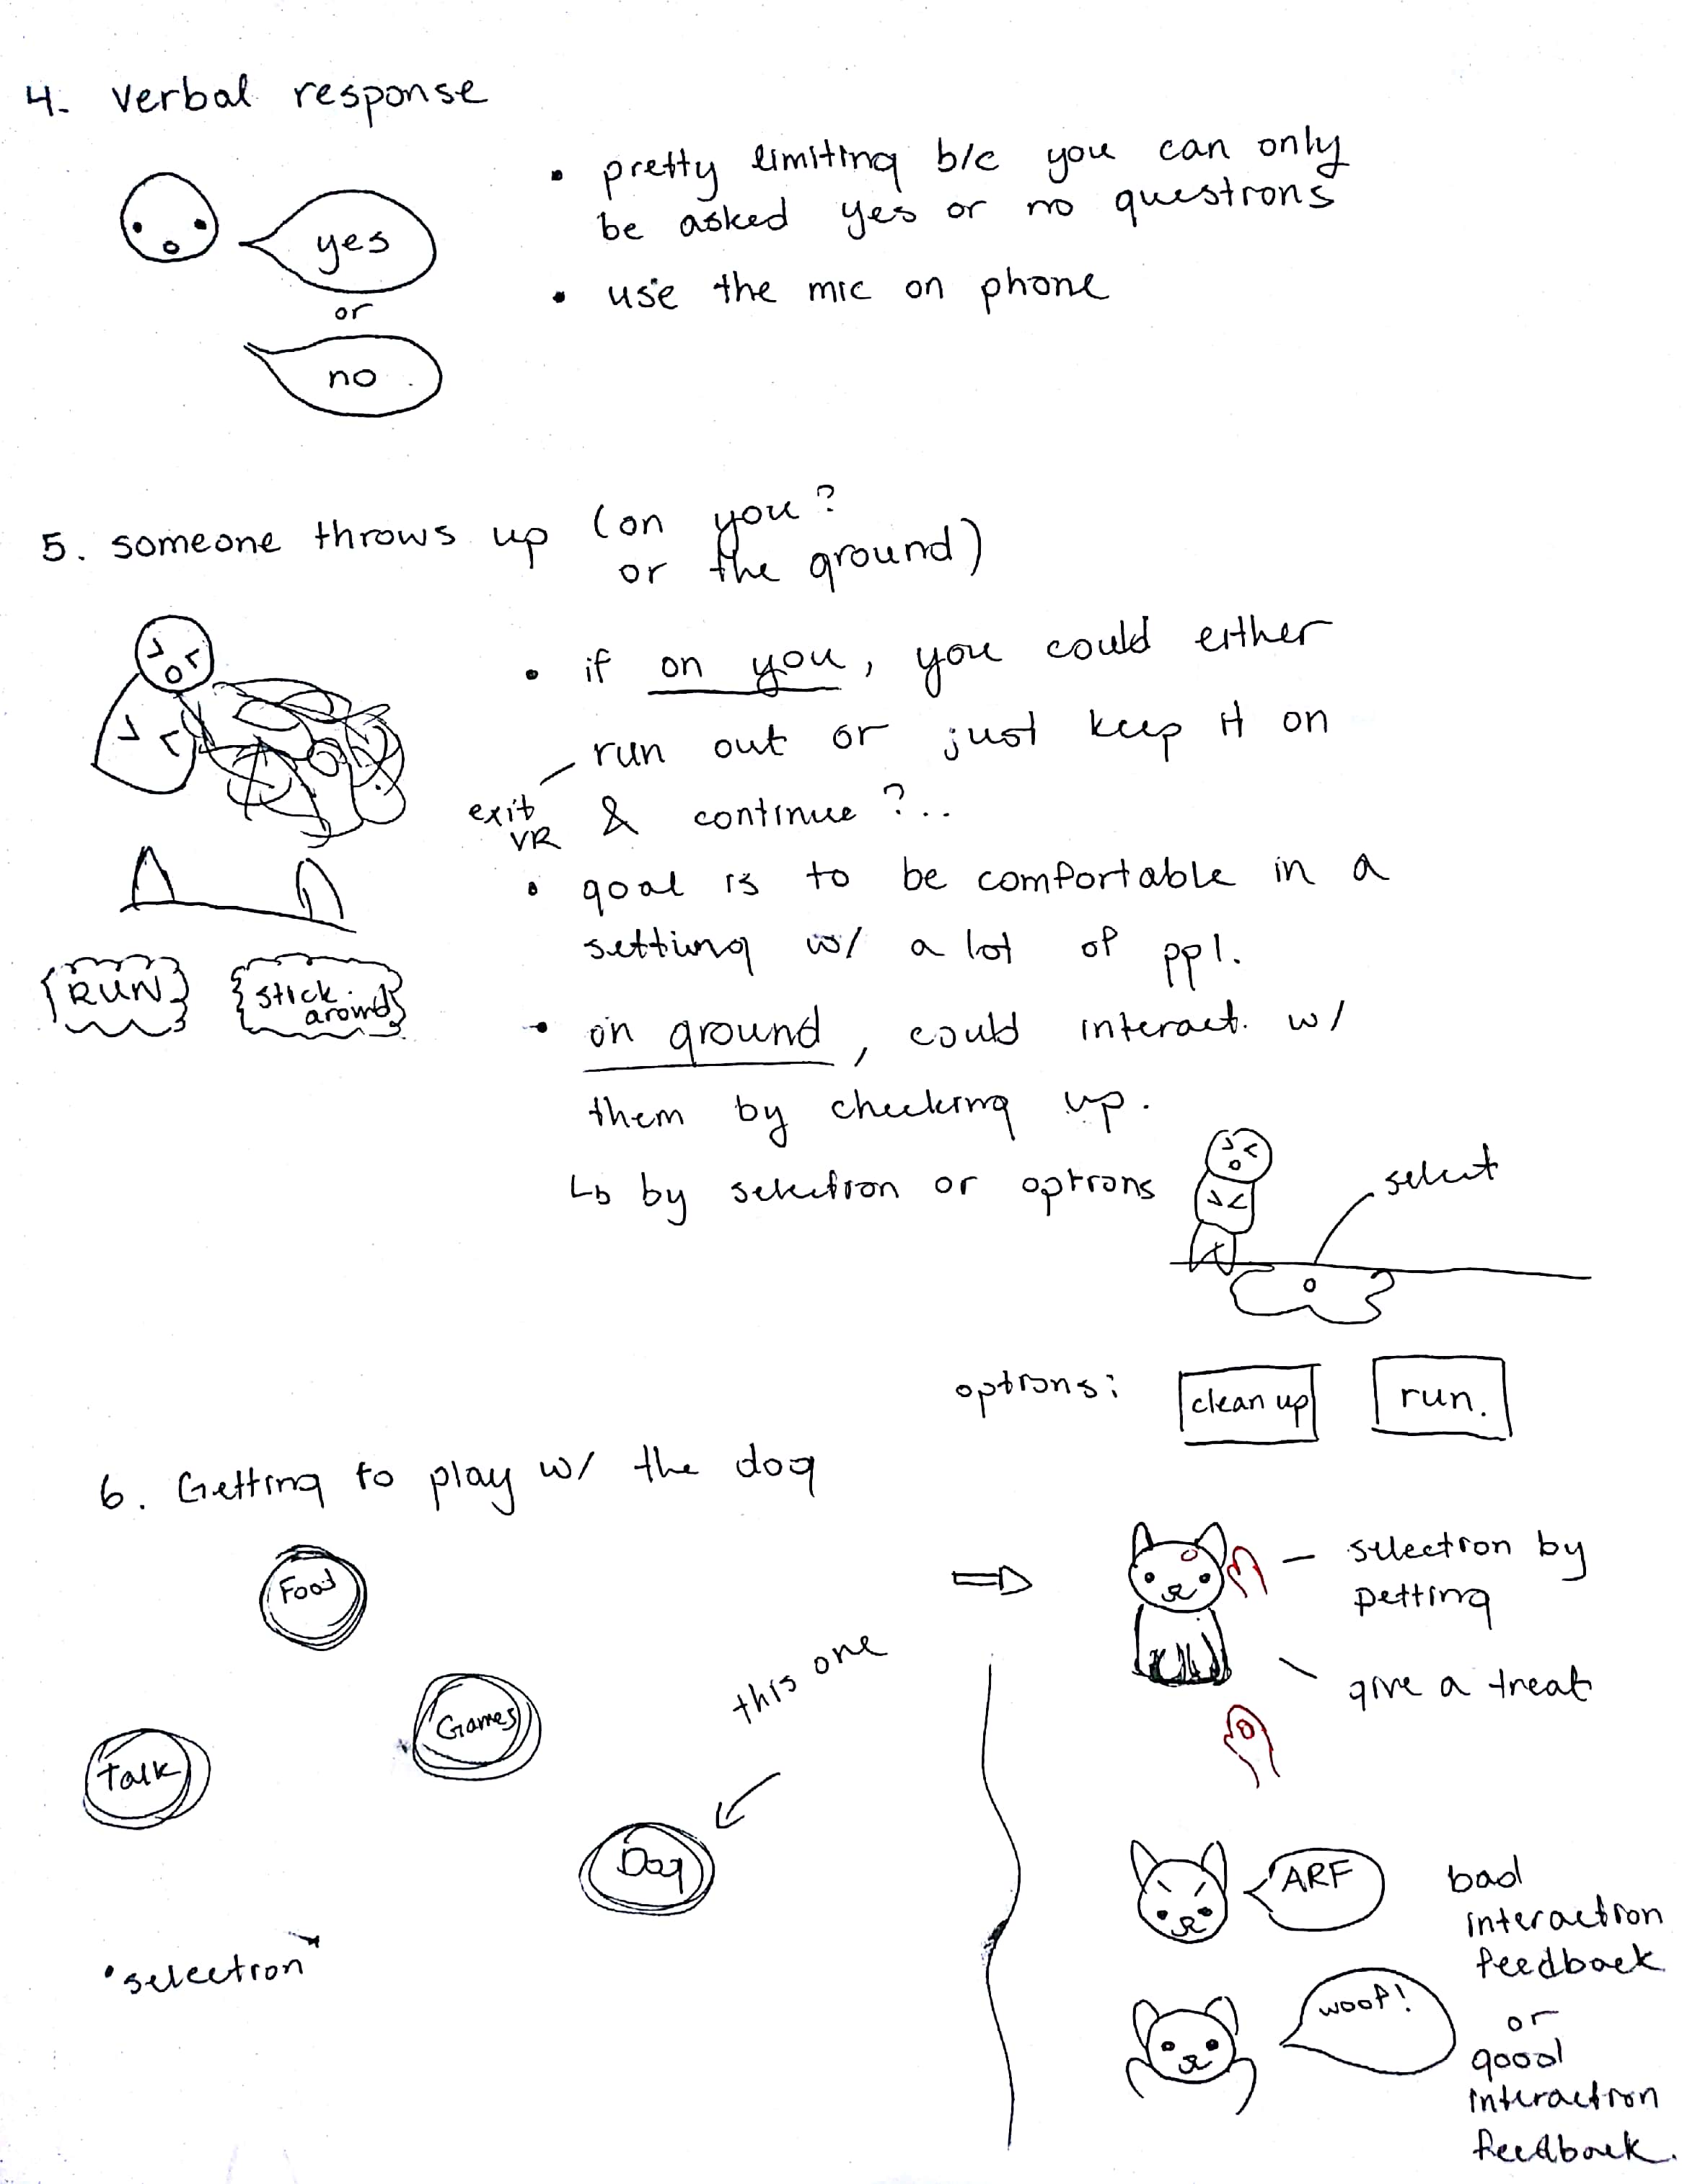 4. verbal response
yes
or
no
• pretty limiting b/c you can only
be asked yes or no questions
• use the mic on phone
5. someone throws up (on you?
or the ground)
• if on you, you could either
run out or just keep it on
exit
VR
& continue?..
• goal is to be comfortable in a
setting w/ a lot of ppl.
RUN
stick
around
• on ground, could interact w/
them by checking up.
↳ by selection or options
select
options:
clean up
run.
6. Getting to play w/ the dog
Food
Games
Talk
Dog
this one
• selection
selection by
petting
give a treat
ARF
bad
interaction
feedback
or
woof!
good
interaction
feedback.